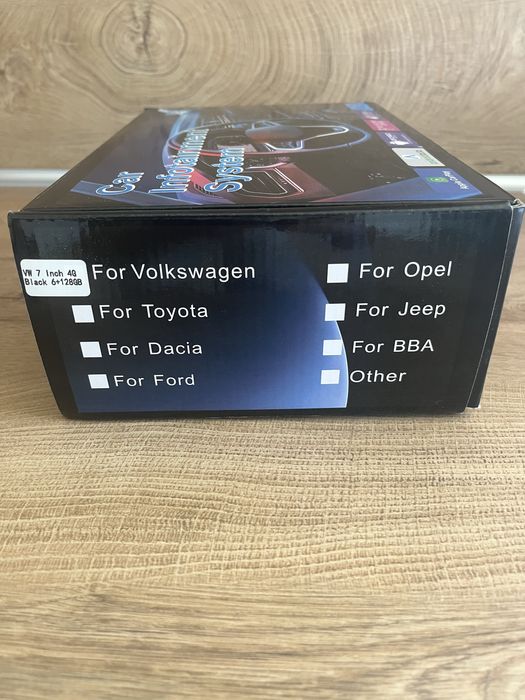 Car
Infotainment
System
VW 7 Inch 4G
Black 6+128GB
For Volkswagen
For Toyota
For Dacia
For Ford
For Opel
For Jeep
For BBA
Other